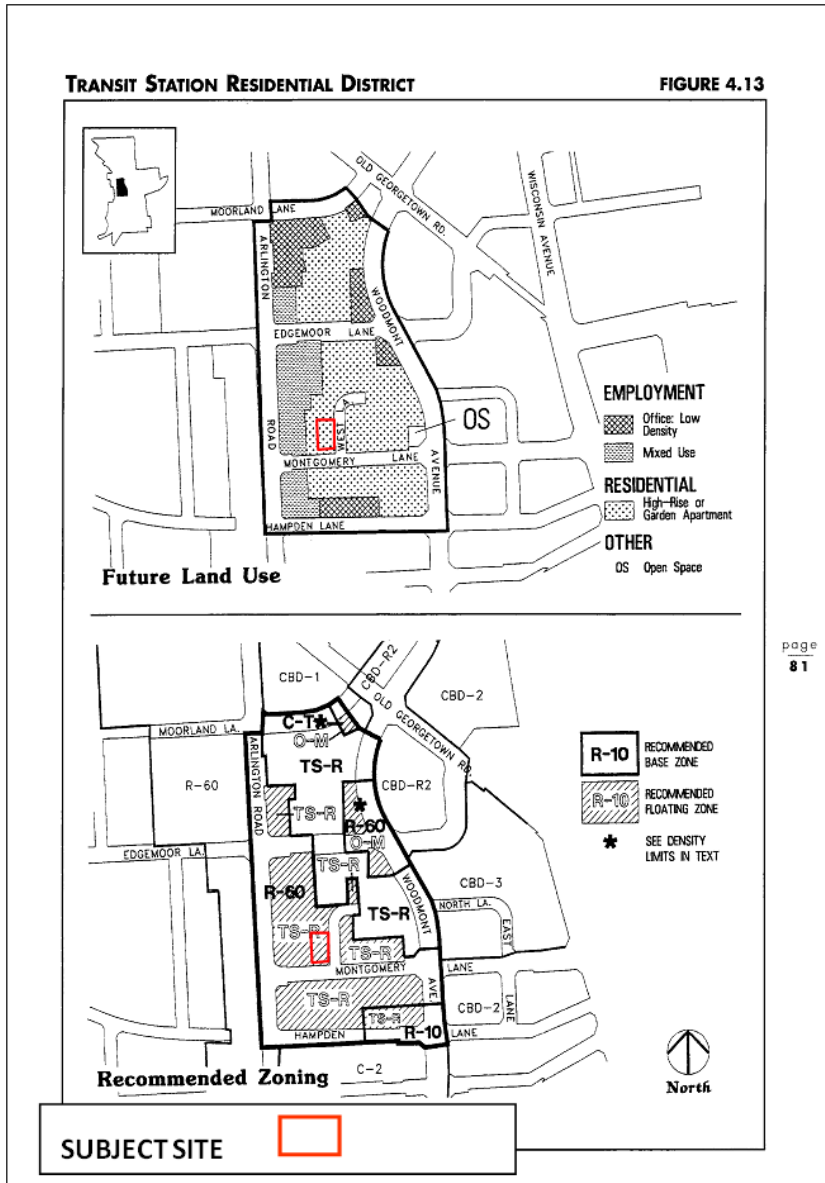 TRANSIT STATION RESIDENTIAL DISTRICT
FIGURE 4.13
OLD GEORGETOWN RD.
WISCONSIN AVENUE
MOORLAND LANE
ARLINGTON
WOODMONT
EDGEMOOR LANE
ROAD
WEST LA.
OS
MONTGOMERY LANE
AVENUE
HAMPDEN LANE
EMPLOYMENT
Office: Low
Density
Mixed Use
RESIDENTIAL
High-Rise or
Garden Apartment
OTHER
OS Open Space
Future Land Use
page
81
CBD-R2
CBD-1
CBD-2
C-T*
O-M
OLD GEORGETOWN RD.
MOORLAND LA.
ARLINGTON ROAD
TS-R
R-60
CBD-R2
TS-R
*
R-60
O-M
EDGEMOOR LA.
TS-R
R-60
WOODMONT
CBD-3
TS-R
NORTH LA.
EAST
TS-R
TS-R
MONTGOMERY
LANE
AVE.
LANE
TS-R
CBD-2
TS-R
HAMPDEN
R-10
LANE
C-2
R-10
RECOMMENDED
BASE ZONE
R-10
RECOMMENDED
FLOATING ZONE
*
SEE DENSITY
LIMITS IN TEXT
Recommended Zoning
North
SUBJECT SITE